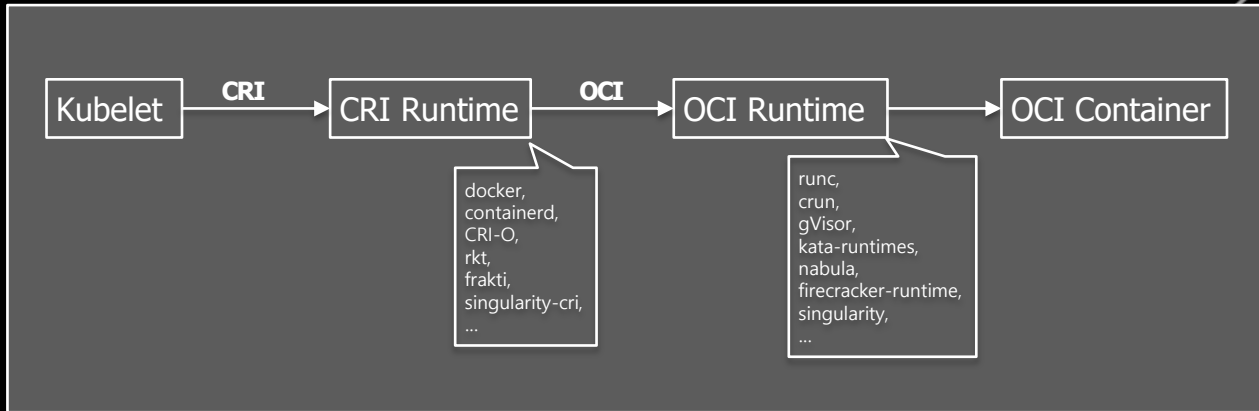 Kubelet
CRI
CRI Runtime
OCI
OCI Runtime
OCI Container
docker,
containerd,
CRI-O,
rkt,
frakti,
singularity-cri,
...
runc,
crun,
gVisor,
kata-runtimes,
nabula,
firecracker-runtime,
singularity,
...